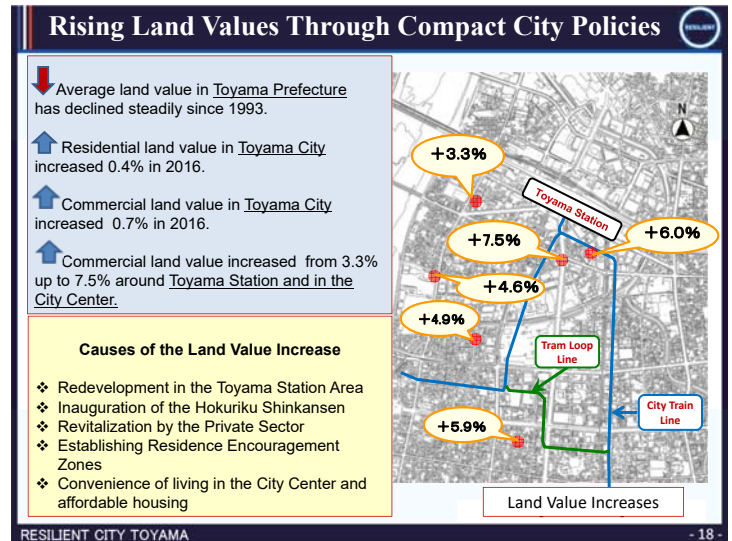 Rising Land Values Through Compact City Policies
RESILIENT
Average land value in Toyama Prefecture
has declined steadily since 1993.
Residential land value in Toyama City
increased 0.4% in 2016.
Commercial land value in Toyama City
increased 0.7% in 2016.
Commercial land value increased from 3.3%
up to 7.5% around Toyama Station and in the
City Center.
Causes of the Land Value Increase
❖ Redevelopment in the Toyama Station Area
❖ Inauguration of the Hokuriku Shinkansen
❖ Revitalization by the Private Sector
❖ Establishing Residence Encouragement
Zones
❖ Convenience of living in the City Center and
affordable housing
N
+3.3%
Toyama Station
+7.5%
+6.0%
+4.6%
+4.9%
Tram Loop
Line
City Train
Line
+5.9%
Land Value Increases
RESILIENT CITY TOYAMA
- 18 -